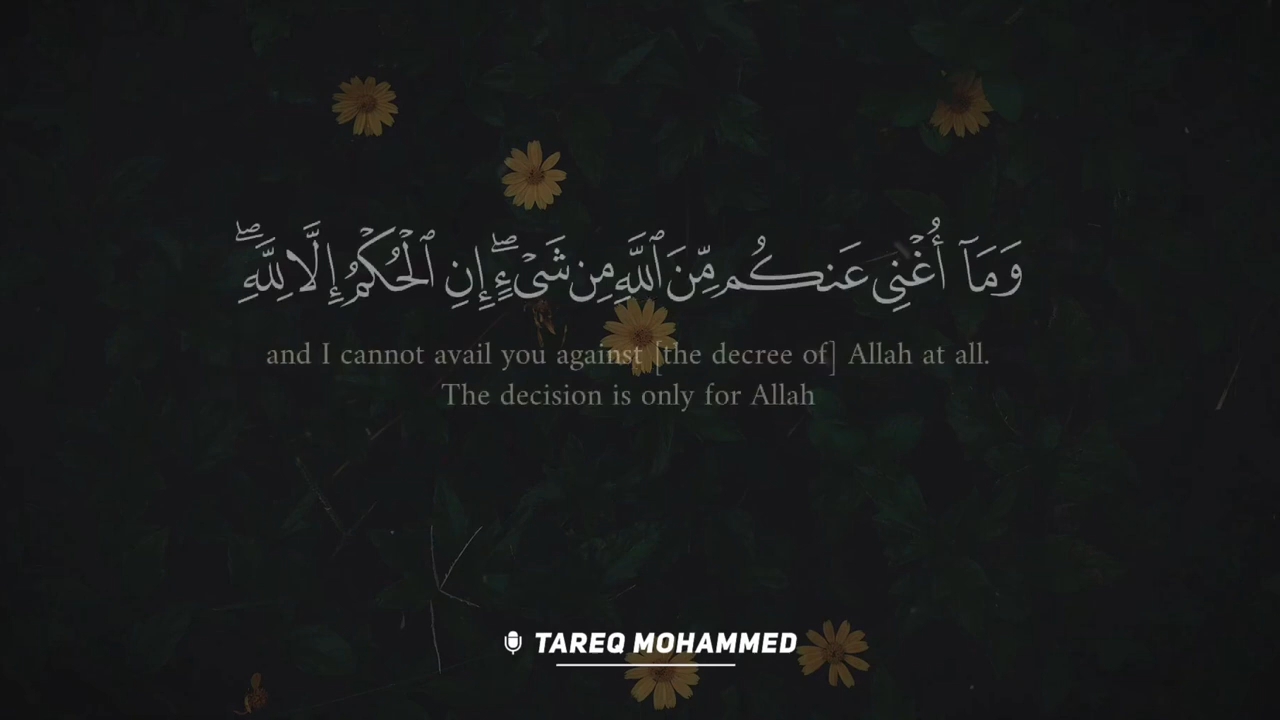 وَمَآ أُغْنِى عَنكُم مِّنَ ٱللَّهِ مِن شَىْءٍ ۖ إِنِ ٱلْحُكْمُ إِلَّا لِلَّهِ ۖ
and I cannot avail you against [the decree of] Allah at all.
The decision is only for Allah
TAREQ MOHAMMED